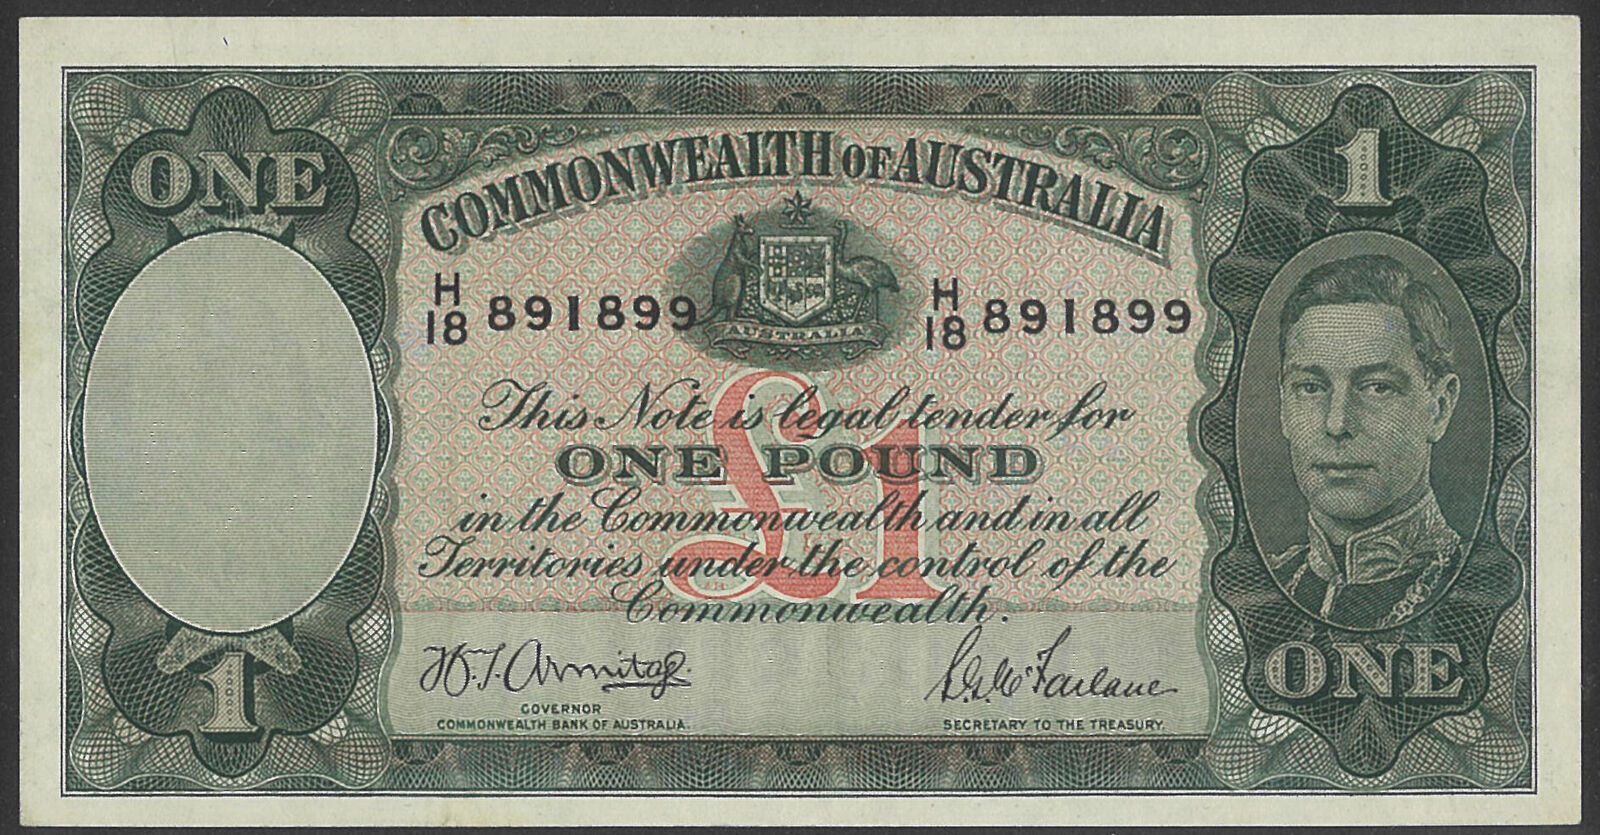 ONE
1
COMMONWEALTH OF AUSTRALIA
H/18 891899
H/18 891899
AUSTRALIA
This Note is legal tender for
ONE POUND
£1
in the Commonwealth and in all
Territories under the control of the
Commonwealth.
H.T. Armitage.
S.G. McFarlane
GOVERNOR
COMMONWEALTH BANK OF AUSTRALIA.
SECRETARY TO THE TREASURY.
1
ONE